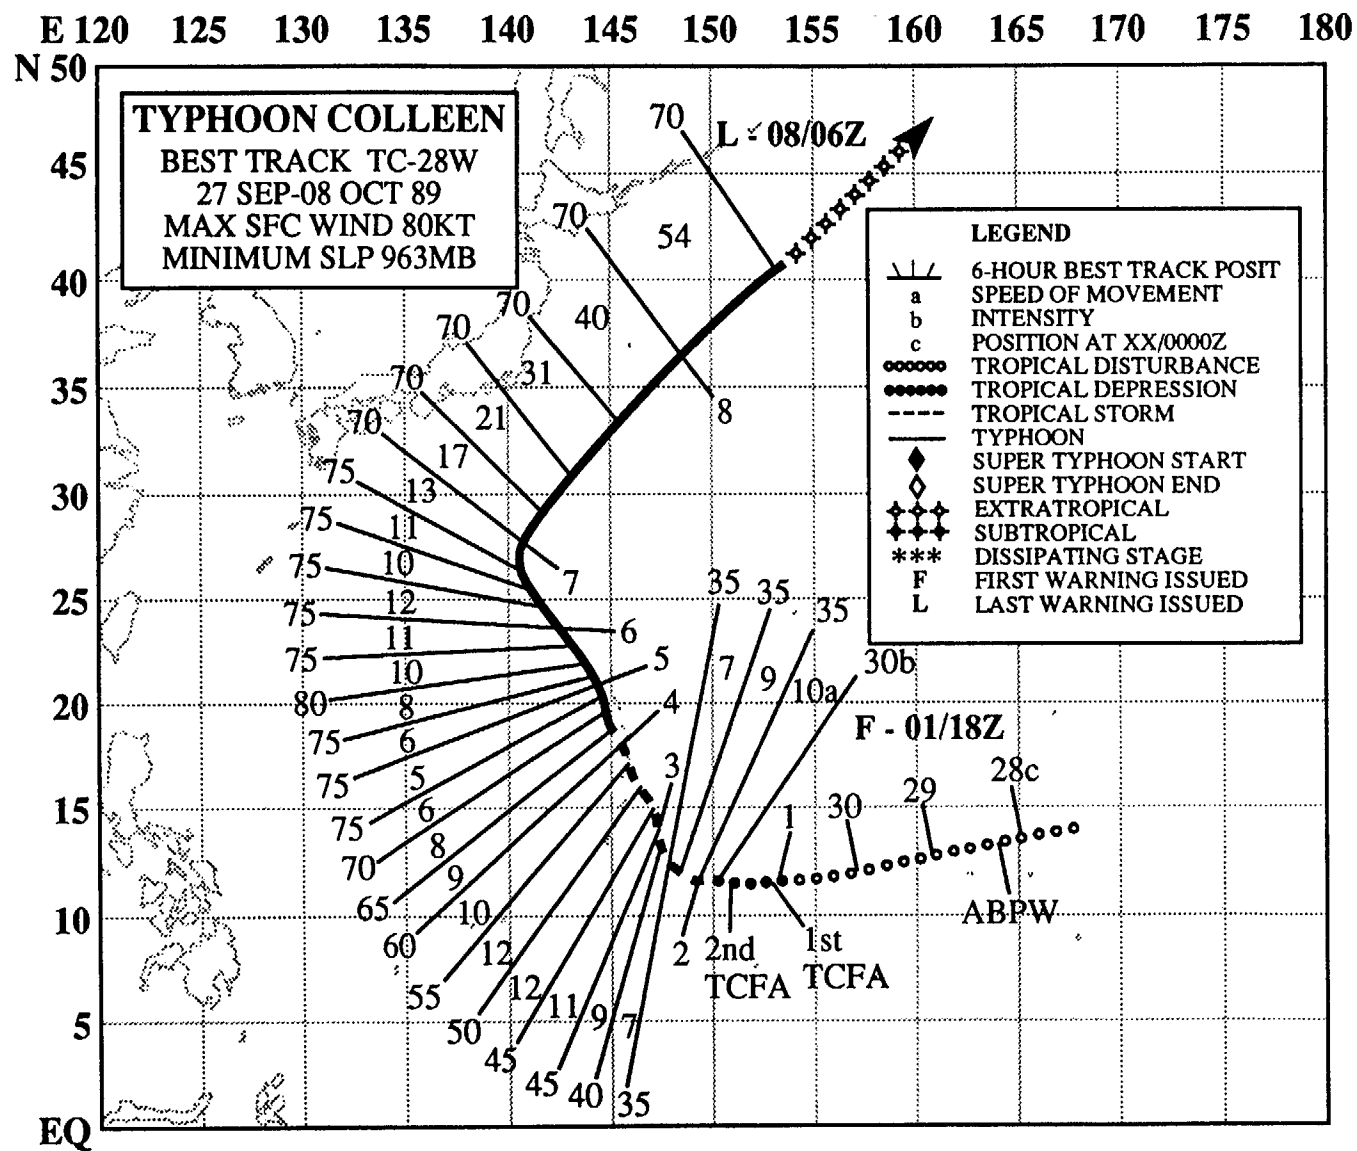 E 120 125 130 135 140 145 150 155 160 165 170 175 180
N 50
45
40
35
30
25
20
15
10
5
EQ
TYPHOON COLLEEN
BEST TRACK TC-28W
27 SEP-08 OCT 89
MAX SFC WIND 80KT
MINIMUM SLP 963MB
LEGEND
6-HOUR BEST TRACK POSIT
a SPEED OF MOVEMENT
b INTENSITY
c POSITION AT XX/0000Z
TROPICAL DISTURBANCE
TROPICAL DEPRESSION
TROPICAL STORM
TYPHOON
SUPER TYPHOON START
SUPER TYPHOON END
EXTRATROPICAL
SUBTROPICAL
*** DISSIPATING STAGE
F FIRST WARNING ISSUED
L LAST WARNING ISSUED
70
L - 08/06Z
70
54
70
40
70
31
70
21
70
17
75
13
75
11
75
10
75
12
75
11
80
10
75
8
75
6
75
5
70
6
65
8
60
9
55
10
50
12
45
12
45
11
40
9
35
7
8
7
6
5
4
3
2
35
35
35
30b
7
9
10a
F - 01/18Z
1
30
29
28c
ABPW
2nd
TCFA
1st
TCFA